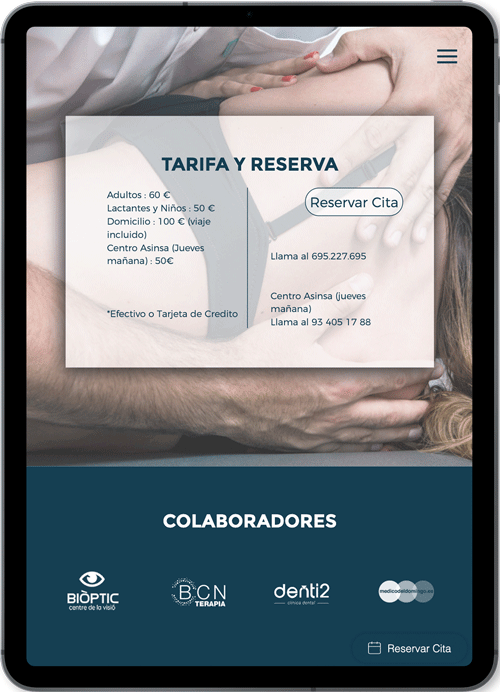 TARIFA Y RESERVA
Adultos : 60 €
Lactantes y Niños : 50 €
Domicilio : 100 € (viaje
incluido)
Centro Asinsa (Jueves
mañana) : 50€
*Efectivo o Tarjeta de Credito
Reservar Cita
Llama al 695.227.695
Centro Asinsa (jueves
mañana)
Llama al 93 405 17 88
COLABORADORES
BIÒPTIC
centre de la visió
BCN
TERAPIA
denti2
clínica dental
medicodeldomingo.es
Reservar Cita